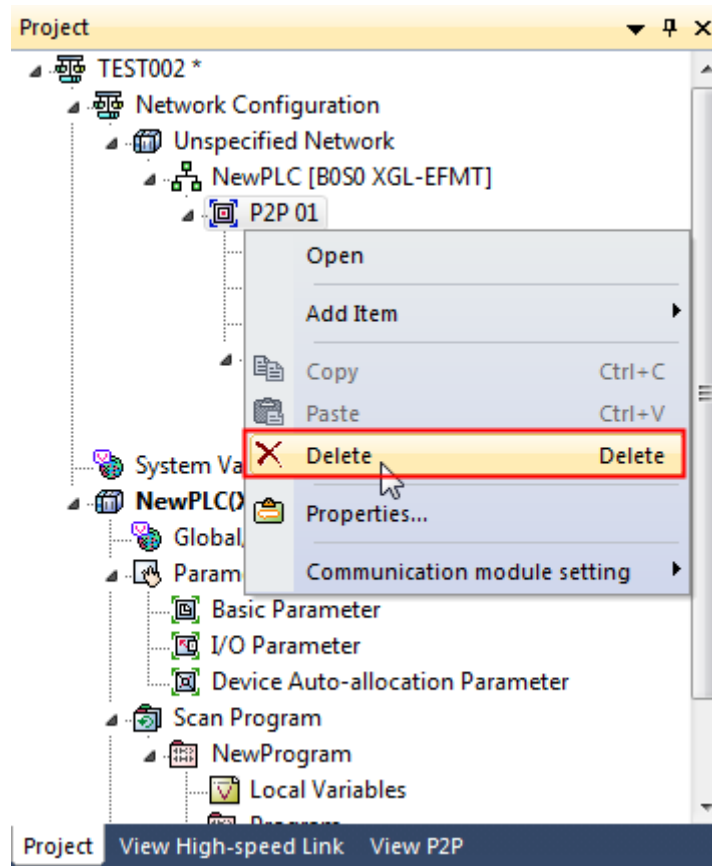 Project
TEST002 *
Network Configuration
Unspecified Network
NewPLC [B0S0 XGL-EFMT]
P2P 01
Open
Add Item
Copy Ctrl+C
Paste Ctrl+V
Delete Delete
System Va
Properties...
NewPLC(X
Global,
Communication module setting
Param
Basic Parameter
I/O Parameter
Device Auto-allocation Parameter
Scan Program
NewProgram
Local Variables
Program
Project View High-speed Link View P2P